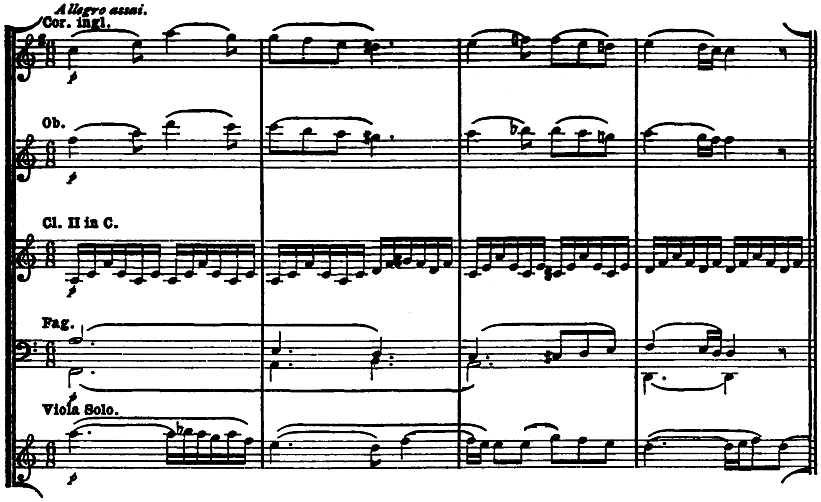 Allegro assai.
Cor. ingl.
p
Ob.
p
Cl. II in C.
p
Fag.
p
Viola Solo.
p